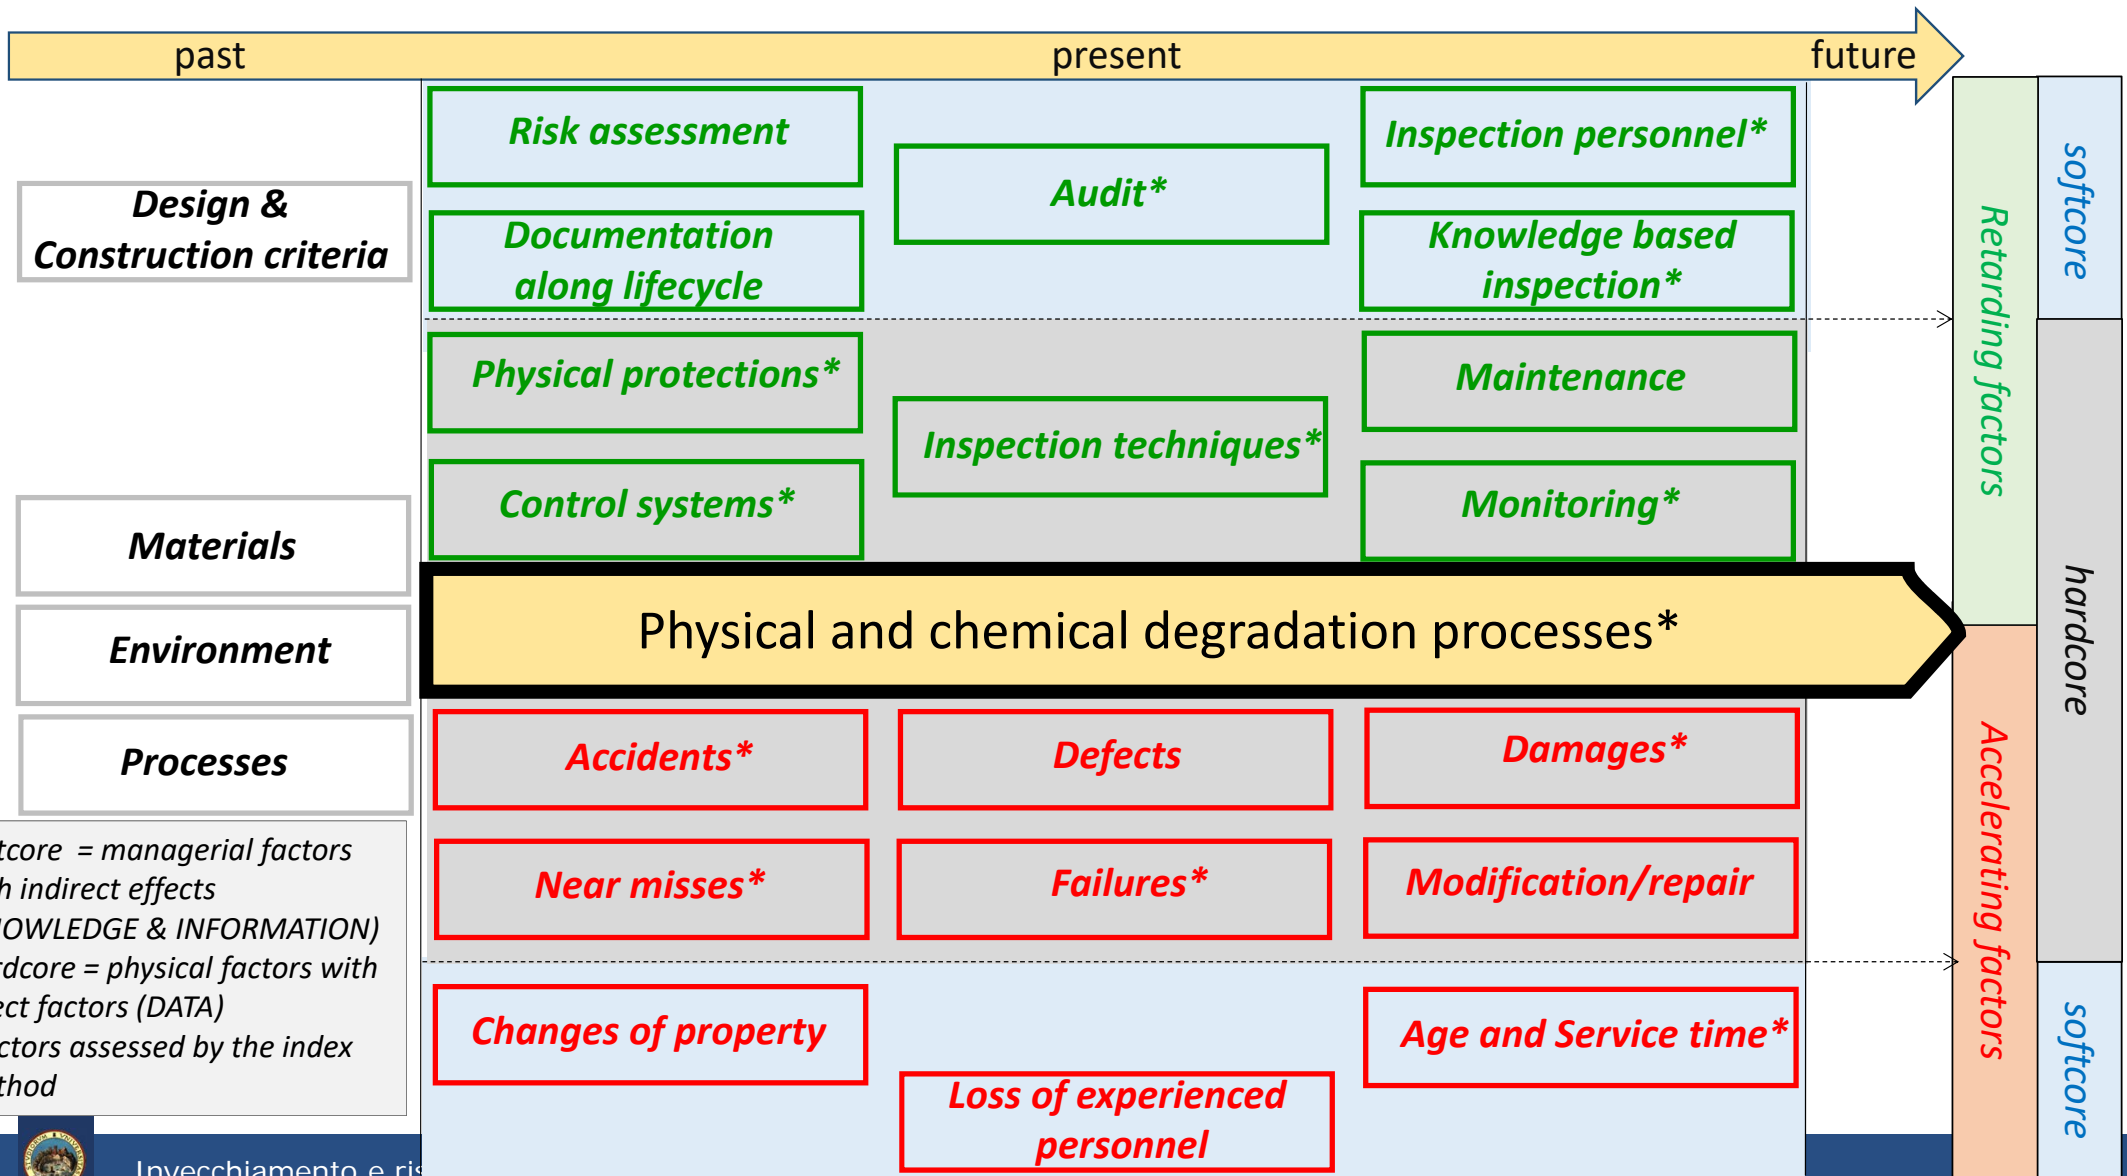 past present future
Design &
Construction criteria
Materials
Environment
Processes
Risk assessment
Documentation
along lifecycle
Audit*
Inspection personnel*
Knowledge based
inspection*
Physical protections*
Control systems*
Inspection techniques*
Maintenance
Monitoring*
Physical and chemical degradation processes*
Accidents*
Defects
Damages*
Near misses*
Failures*
Modification/repair
Changes of property
Loss of experienced
personnel
Age and Service time*
Retarding factors
Accelerating factors
softcore
hardcore
softcore
tcore = managerial factors
h indirect effects
OWLEDGE & INFORMATION)
rdcore = physical factors with
ect factors (DATA)
ctors assessed by the index
thod
Invecchiamento e ris